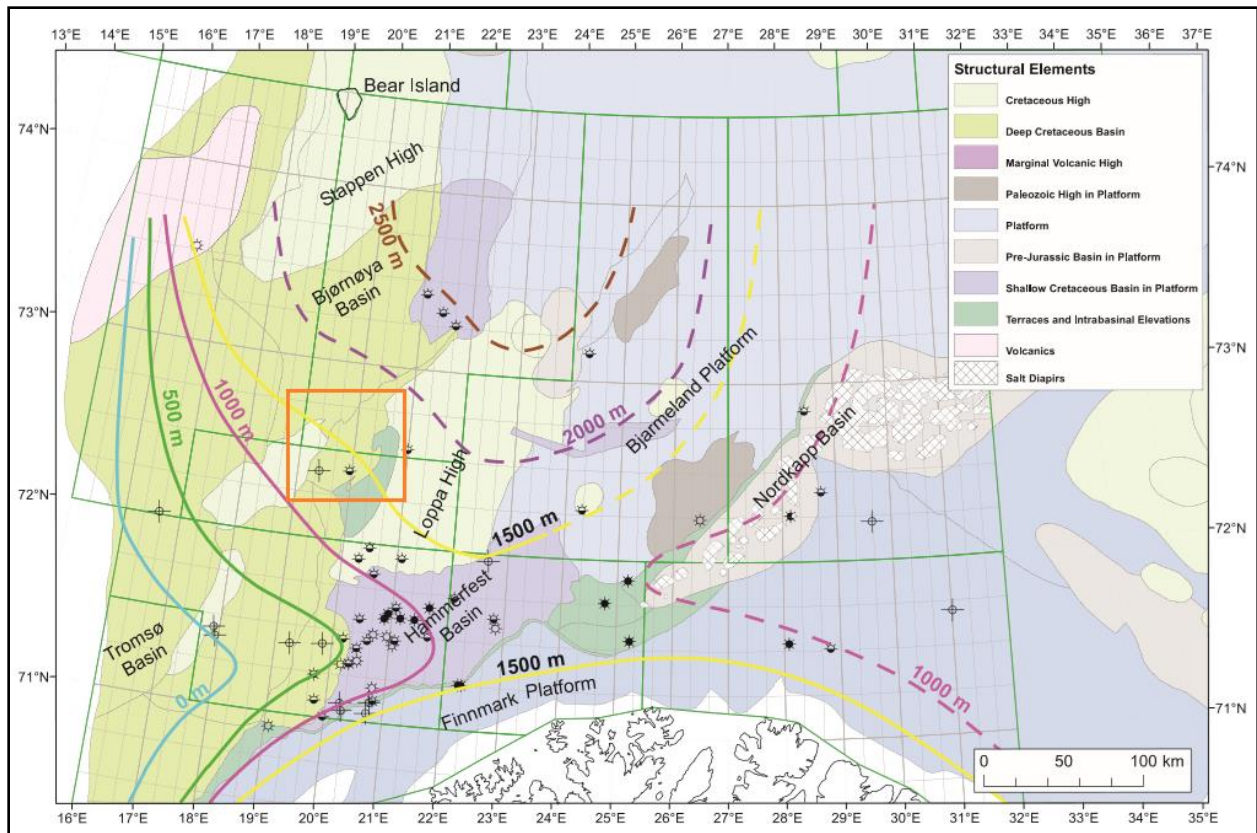 13°E 14°E 15°E 16°E 17°E 18°E 19°E 20°E 21°E 22°E 23°E 24°E 25°E 26°E 27°E 28°E 29°E 30°E 31°E 32°E 33°E 34°E 35°E 36°E 37°E
Structural Elements
Cretaceous High
Deep Cretaceous Basin
Marginal Volcanic High
Paleozoic High in Platform
Platform
Pre-Jurassic Basin in Platform
Shallow Cretaceous Basin in Platform
Terraces and Intrabasinal Elevations
Volcanics
Salt Diapirs
Bear Island
74°N
74°N
Stappen High
2500 m
Bjørnøya
Basin
73°N
73°N
Bjarmeland Platform
500 m
1000 m
2000 m
Nordkapp Basin
Loppa High
72°N
72°N
1500 m
Hammerfest
Basin
Tromsø
Basin
0 m
71°N
71°N
1500 m
Finnmark Platform
1000 m
0 50 100 km
16°E 17°E 18°E 19°E 20°E 21°E 22°E 23°E 24°E 25°E 26°E 27°E 28°E 29°E 30°E 31°E 32°E 33°E 34°E 35°E